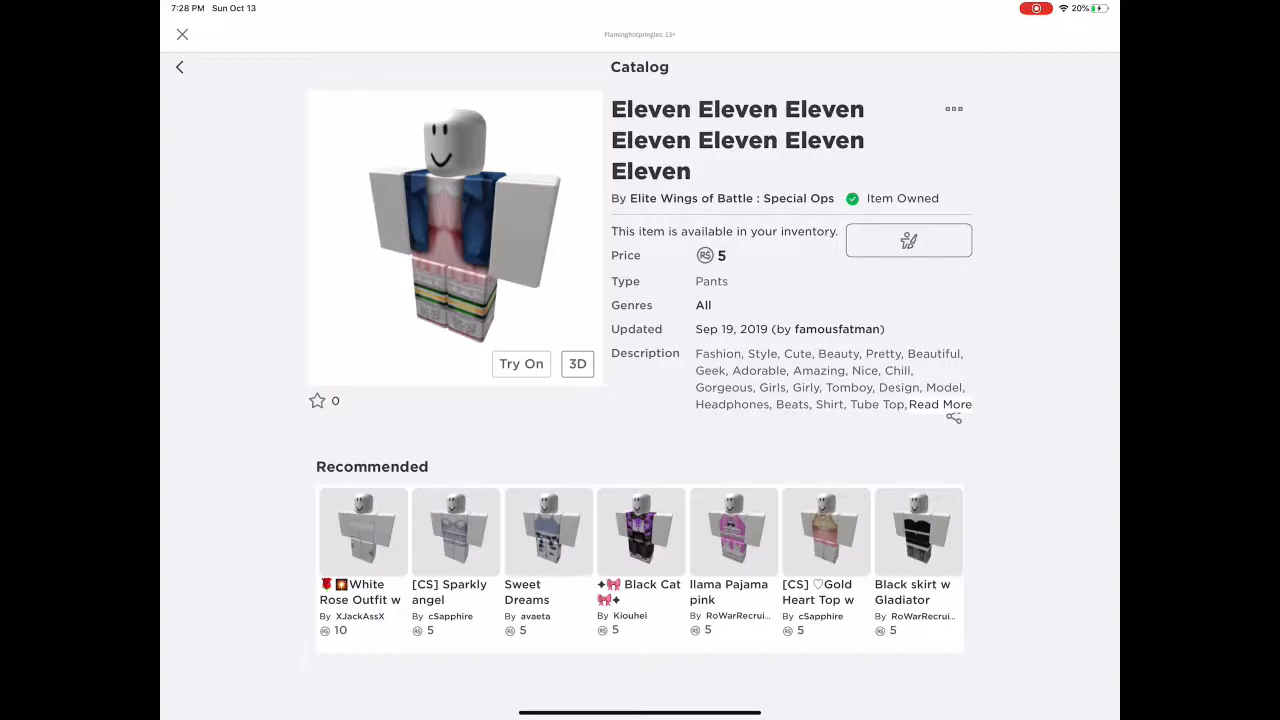 7:28 PM Sun Oct 13
20%
Flaminghotpringles: 13+
Catalog
Eleven Eleven Eleven
Eleven Eleven Eleven
Eleven
By Elite Wings of Battle : Special Ops Item Owned
This item is available in your inventory.
Price R$ 5
Type Pants
Genres All
Updated Sep 19, 2019 (by famousfatman)
Description Fashion, Style, Cute, Beauty, Pretty, Beautiful,
Geek, Adorable, Amazing, Nice, Chill,
Gorgeous, Girls, Girly, Tomboy, Design, Model,
Headphones, Beats, Shirt, Tube Top, Read More
Try On 3D
0
Recommended
🌹🎇White
Rose Outfit w
By XJackAssX
R$ 10
[CS] Sparkly
angel
By cSapphire
R$ 5
Sweet
Dreams
By avaeta
R$ 5
✦🎀 Black Cat
🎀✦
By Kiouhei
R$ 5
llama Pajama
pink
By RoWarRecrui...
R$ 5
[CS] ♡Gold
Heart Top w
By cSapphire
R$ 5
Black skirt w
Gladiator
By RoWarRecrui...
R$ 5